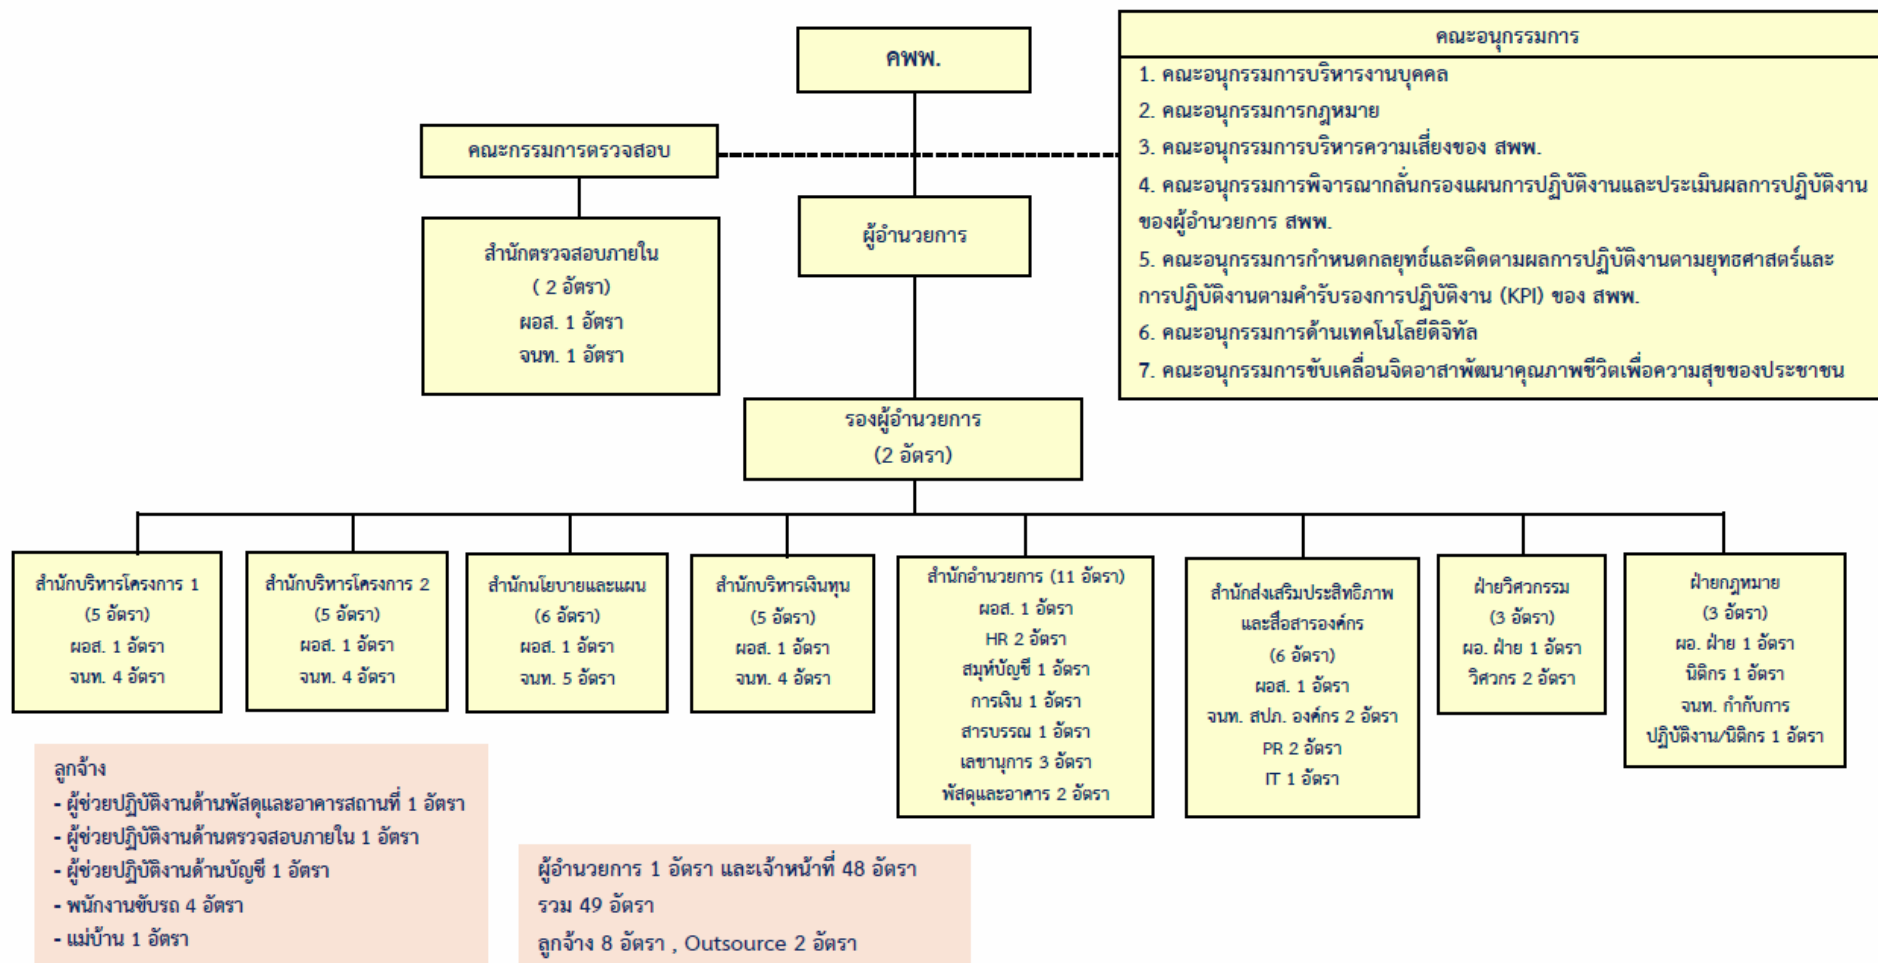 คพพ.
คณะอนุกรรมการ
1. คณะอนุกรรมการบริหารงานบุคคล
2. คณะอนุกรรมการกฎหมาย
3. คณะอนุกรรมการบริหารความเสี่ยงของ สพพ.
4. คณะอนุกรรมการพิจารณากลั่นกรองแผนการปฏิบัติงานและประเมินผลการปฏิบัติงาน
ของผู้อำนวยการ สพพ.
5. คณะอนุกรรมการกำหนดกลยุทธ์และติดตามผลการปฏิบัติงานตามยุทธศาสตร์และ
การปฏิบัติงานตามคำรับรองการปฏิบัติงาน (KPI) ของ สพพ.
6. คณะอนุกรรมการด้านเทคโนโลยีดิจิทัล
7. คณะอนุกรรมการขับเคลื่อนจิตอาสาพัฒนาคุณภาพชีวิตเพื่อความสุขของประชาชน
คณะกรรมการตรวจสอบ
สำนักตรวจสอบภายใน
( 2 อัตรา)
ผอส. 1 อัตรา
จนท. 1 อัตรา
ผู้อำนวยการ
รองผู้อำนวยการ
(2 อัตรา)
สำนักบริหารโครงการ 1
(5 อัตรา)
ผอส. 1 อัตรา
จนท. 4 อัตรา
สำนักบริหารโครงการ 2
(5 อัตรา)
ผอส. 1 อัตรา
จนท. 4 อัตรา
สำนักนโยบายและแผน
(6 อัตรา)
ผอส. 1 อัตรา
จนท. 5 อัตรา
สำนักบริหารเงินทุน
(5 อัตรา)
ผอส. 1 อัตรา
จนท. 4 อัตรา
สำนักอำนวยการ (11 อัตรา)
ผอส. 1 อัตรา
HR 2 อัตรา
สมุห์บัญชี 1 อัตรา
การเงิน 1 อัตรา
สารบรรณ 1 อัตรา
เลขานุการ 3 อัตรา
พัสดุและอาคาร 2 อัตรา
สำนักส่งเสริมประสิทธิภาพ
และสื่อสารองค์กร
(6 อัตรา)
ผอส. 1 อัตรา
จนท. สปภ. องค์กร 2 อัตรา
PR 2 อัตรา
IT 1 อัตรา
ฝ่ายวิศวกรรม
(3 อัตรา)
ผอ. ฝ่าย 1 อัตรา
วิศวกร 2 อัตรา
ฝ่ายกฎหมาย
(3 อัตรา)
ผอ. ฝ่าย 1 อัตรา
นิติกร 1 อัตรา
จนท. กำกับการ
ปฏิบัติงาน/นิติกร 1 อัตรา
ลูกจ้าง
- ผู้ช่วยปฏิบัติงานด้านพัสดุและอาคารสถานที่ 1 อัตรา
- ผู้ช่วยปฏิบัติงานด้านตรวจสอบภายใน 1 อัตรา
- ผู้ช่วยปฏิบัติงานด้านบัญชี 1 อัตรา
- พนักงานขับรถ 4 อัตรา
- แม่บ้าน 1 อัตรา
ผู้อำนวยการ 1 อัตรา และเจ้าหน้าที่ 48 อัตรา
รวม 49 อัตรา
ลูกจ้าง 8 อัตรา , Outsource 2 อัตรา